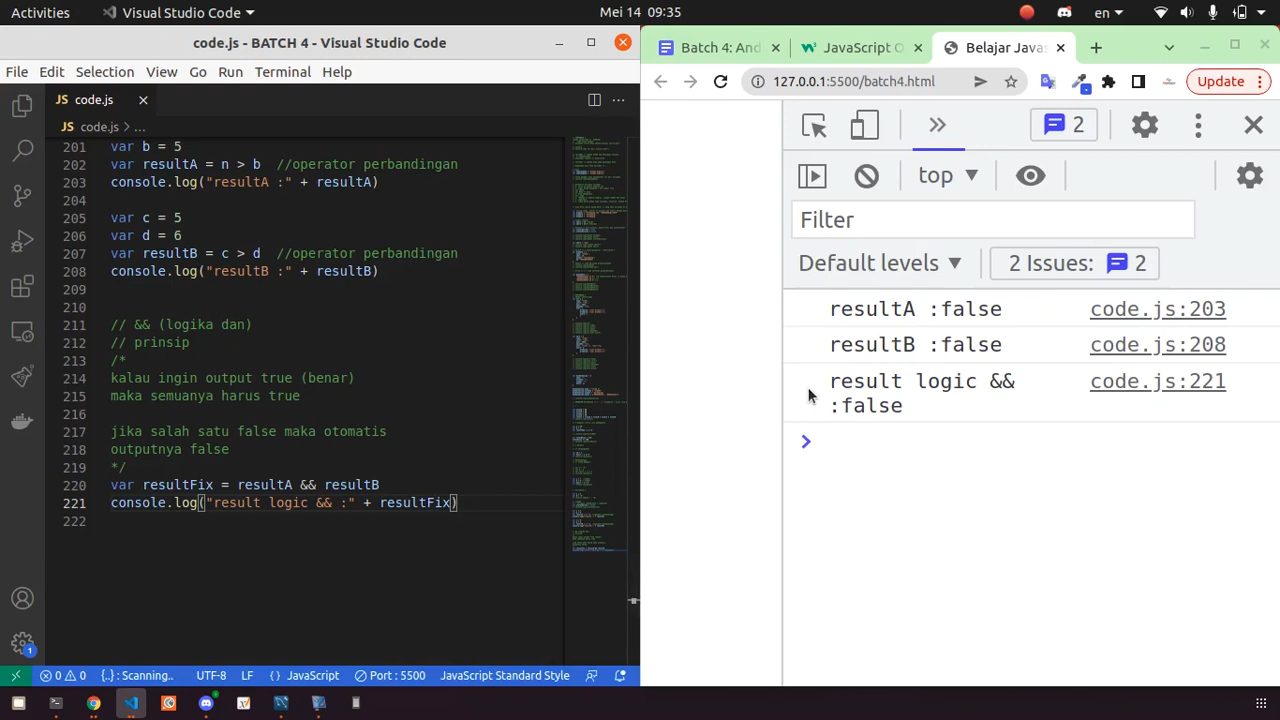 Activities
Visual Studio Code
Mei 14 09:35
en
code.js - BATCH 4 - Visual Studio Code
File Edit Selection View Go Run Terminal Help
JS code.js
JS code.js > ...
201 var b = 5
202 var resultA = n > b //operator perbandingan
203 console.log("resultA :" + resultA)
204
205 var c = 5
206 var d = 6
207 var resultB = c > d //operator perbandingan
208 console.log("resultB :" + resultB)
209
210
211 // && (logika dan)
212 // prinsip
213 /*
214 kalau ingin output true (benar)
215 maka semuanya harus true
216
217 jika salah satu false maka otomatis
218 outputnya false
219 */
220 var resultFix = resultA && resultB
221 console.log("result logic && :" + resultFix)
222
1
0 0 {..} : Scanning.. UTF-8 LF { } JavaScript Port : 5500 JavaScript Standard Style
Batch 4: And
JavaScript O
Belajar Javas
127.0.0.1:5500/batch4.html
Update
2
top
Filter
Default levels
2 Issues: 2
resultA :false code.js:203
resultB :false code.js:208
result logic && code.js:221
:false